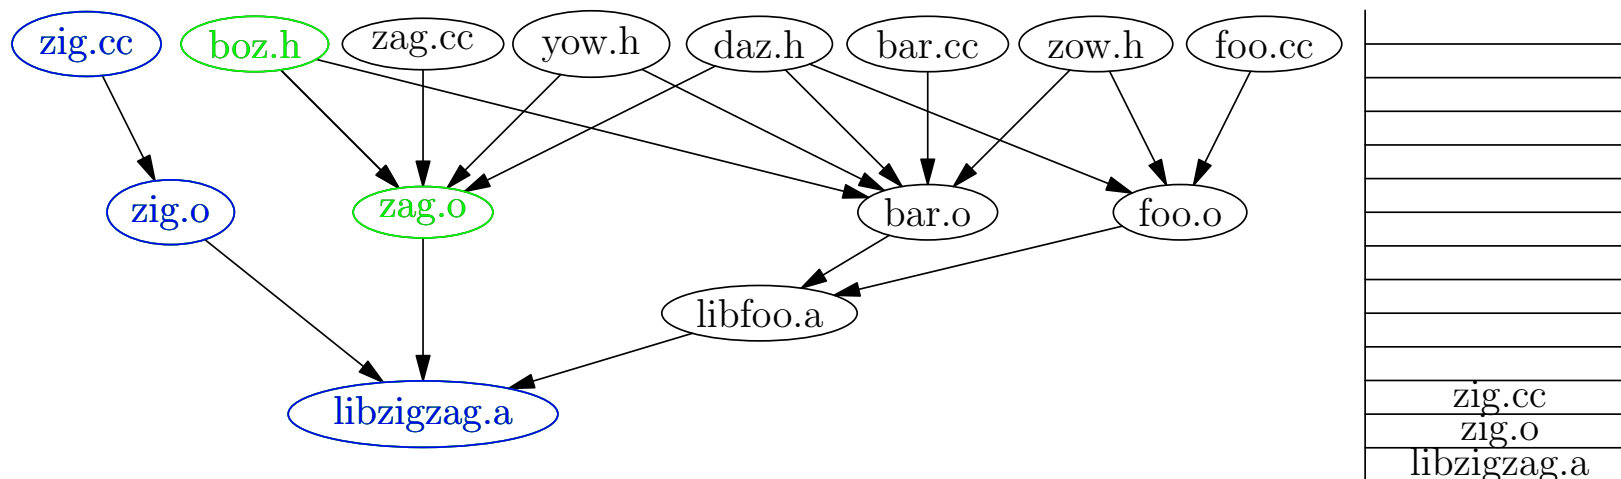 zig.cc boz.h zag.cc yow.h daz.h bar.cc zow.h foo.cc
zig.o zag.o bar.o foo.o
libfoo.a
libzigzag.a
zig.cc
zig.o
libzigzag.a